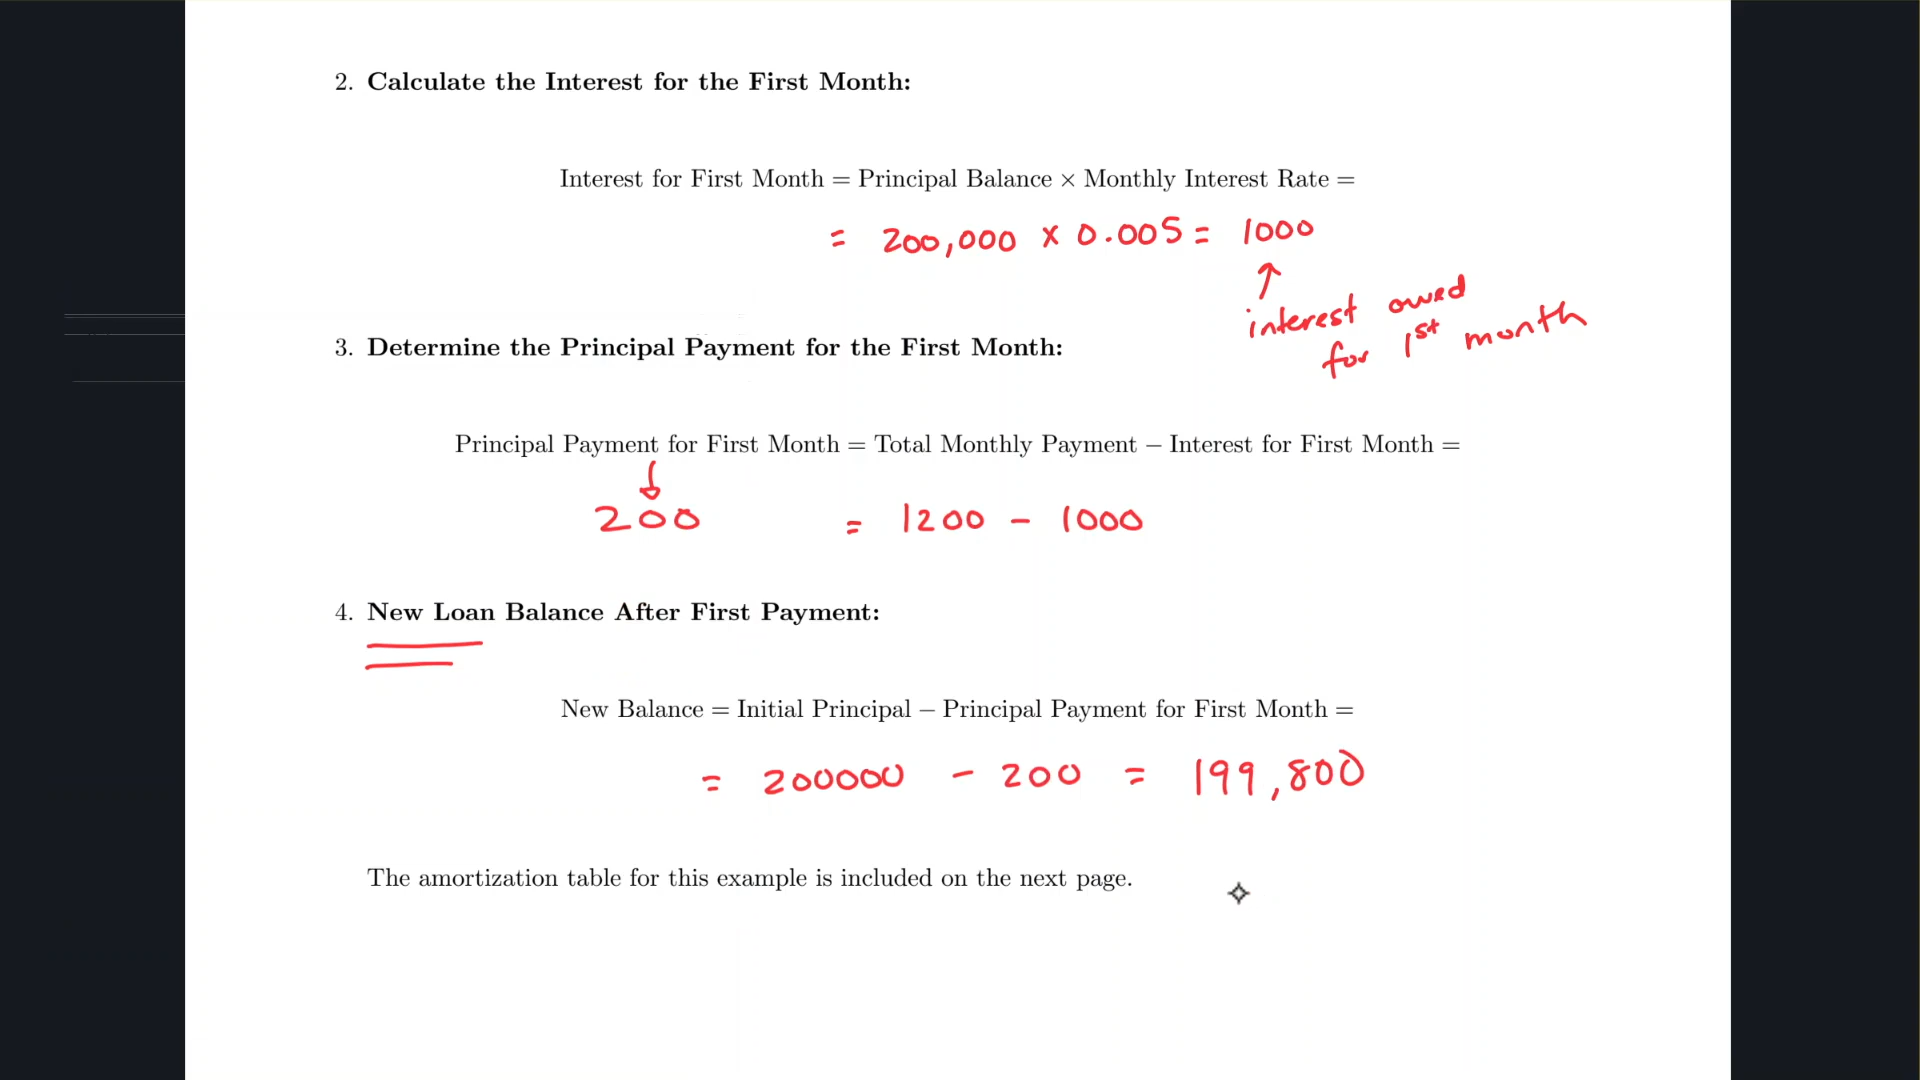 2. Calculate the Interest for the First Month:
Interest for First Month = Principal Balance × Monthly Interest Rate =
= 200,000 × 0.005 = 1000
↑
interest owed
for 1st month
3. Determine the Principal Payment for the First Month:
Principal Payment for First Month = Total Monthly Payment − Interest for First Month =
↓
200 = 1200 - 1000
4. New Loan Balance After First Payment:
New Balance = Initial Principal − Principal Payment for First Month =
= 200000 - 200 = 199,800
The amortization table for this example is included on the next page.